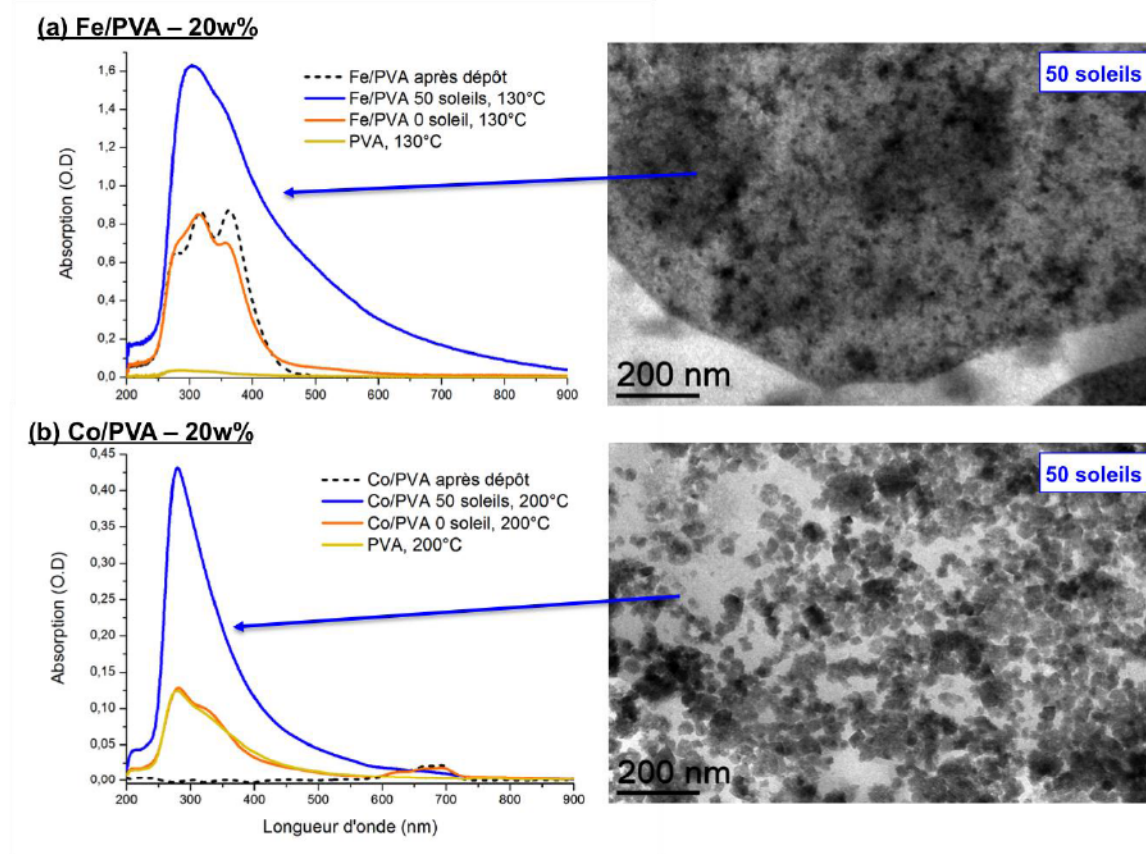 (a) Fe/PVA – 20w%
1,6
1,4
1,2
1,0
0,8
0,6
0,4
0,2
0,0
Absorption (O.D)
Fe/PVA après dépôt
Fe/PVA 50 soleils, 130°C
Fe/PVA 0 soleil, 130°C
PVA, 130°C
200 300 400 500 600 700 800 900
50 soleils
200 nm
(b) Co/PVA – 20w%
0,45
0,40
0,35
0,30
0,25
0,20
0,15
0,10
0,05
0,00
Absorption (O.D)
Co/PVA après dépôt
Co/PVA 50 soleils, 200°C
Co/PVA 0 soleil, 200°C
PVA, 200°C
200 300 400 500 600 700 800 900
Longueur d'onde (nm)
50 soleils
200 nm